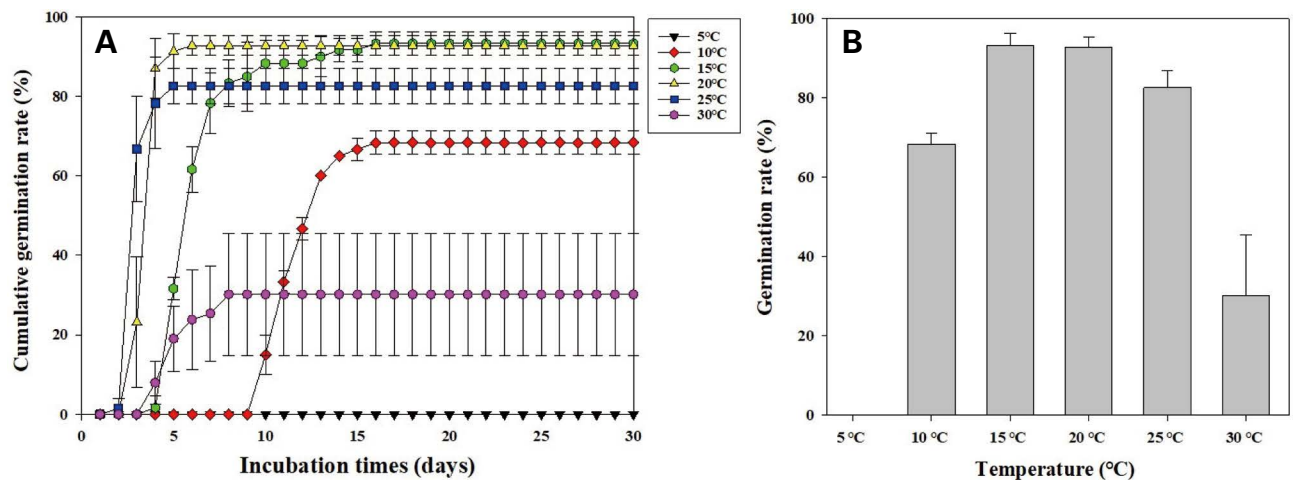 A
100
80
60
40
20
0
Cumulative germination rate (%)
0 5 10 15 20 25 30
Incubation times (days)
5℃
10℃
15℃
20℃
25℃
30℃
B
100
80
60
40
20
0
Germination rate (%)
5℃ 10℃ 15℃ 20℃ 25℃ 30℃
Temperature (℃)